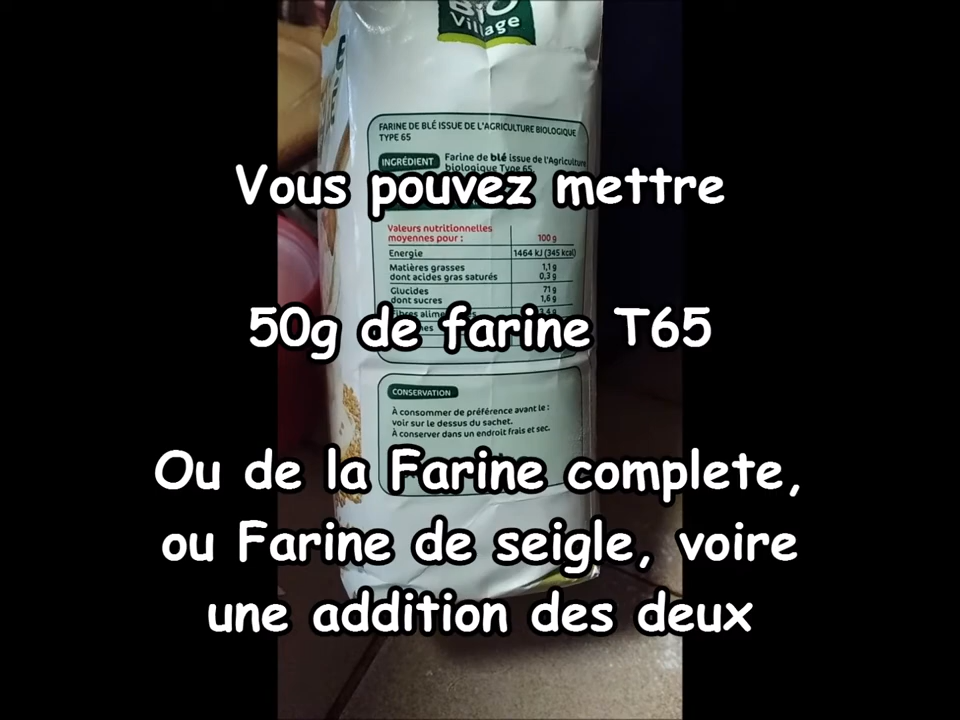 BiO
Village
FARINE DE BLÉ ISSUE DE L'AGRICULTURE BIOLOGIQUE
TYPE 65
INGRÉDIENT Farine de blé issue de l'Agriculture
biologique Type 65.
Vous pouvez mettre
Valeurs nutritionnelles
moyennes pour : 100 g
Energie 1464 kJ (345 kcal)
Matières grasses 1,1 g
dont acides gras saturés 0,3 g
Glucides 71 g
dont sucres 1,6 g
50g de farine T65
CONSERVATION
À consommer de préférence avant le :
voir sur le dessus du sachet.
À conserver dans un endroit frais et sec.
Ou de la Farine complete,
ou Farine de seigle, voire
une addition des deux